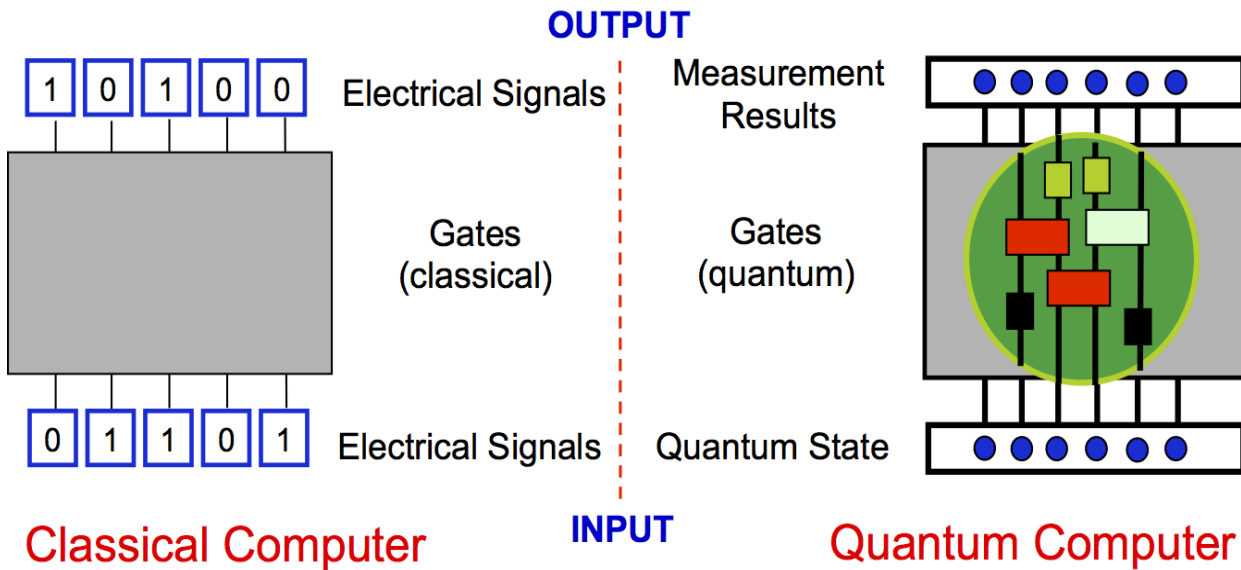 OUTPUT
1 0 1 0 0
Electrical Signals
Measurement
Results
Gates
(classical)
Gates
(quantum)
0 1 1 0 1
Electrical Signals
Quantum State
INPUT
Classical Computer
Quantum Computer